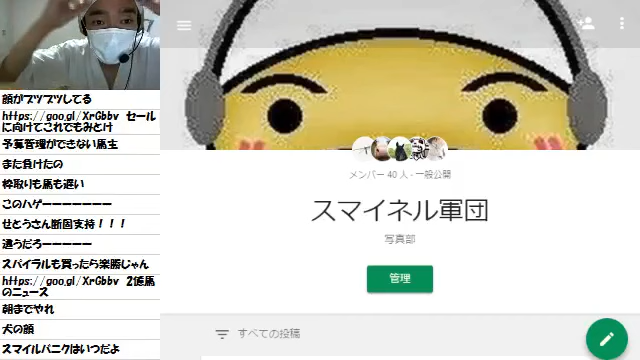 顔がブツブツしてる
https://goo.gl/XrGbbv セール
に向けてこれでもみとけ
予算管理ができない馬主
また負けたの
枠取りも馬も遅い
このハゲーーーーーーー
せとうさん断固支持！！！
違うだろーーーーー
スパイラルも買ったら楽勝じゃん
https://goo.gl/XrGbbv 2億馬
のニュース
朝までやれ
犬の顔
スマイルパニクはいつだよ
メンバー 40 人 - 一般公開
スマイネル軍団
写真部
管理
すべての投稿